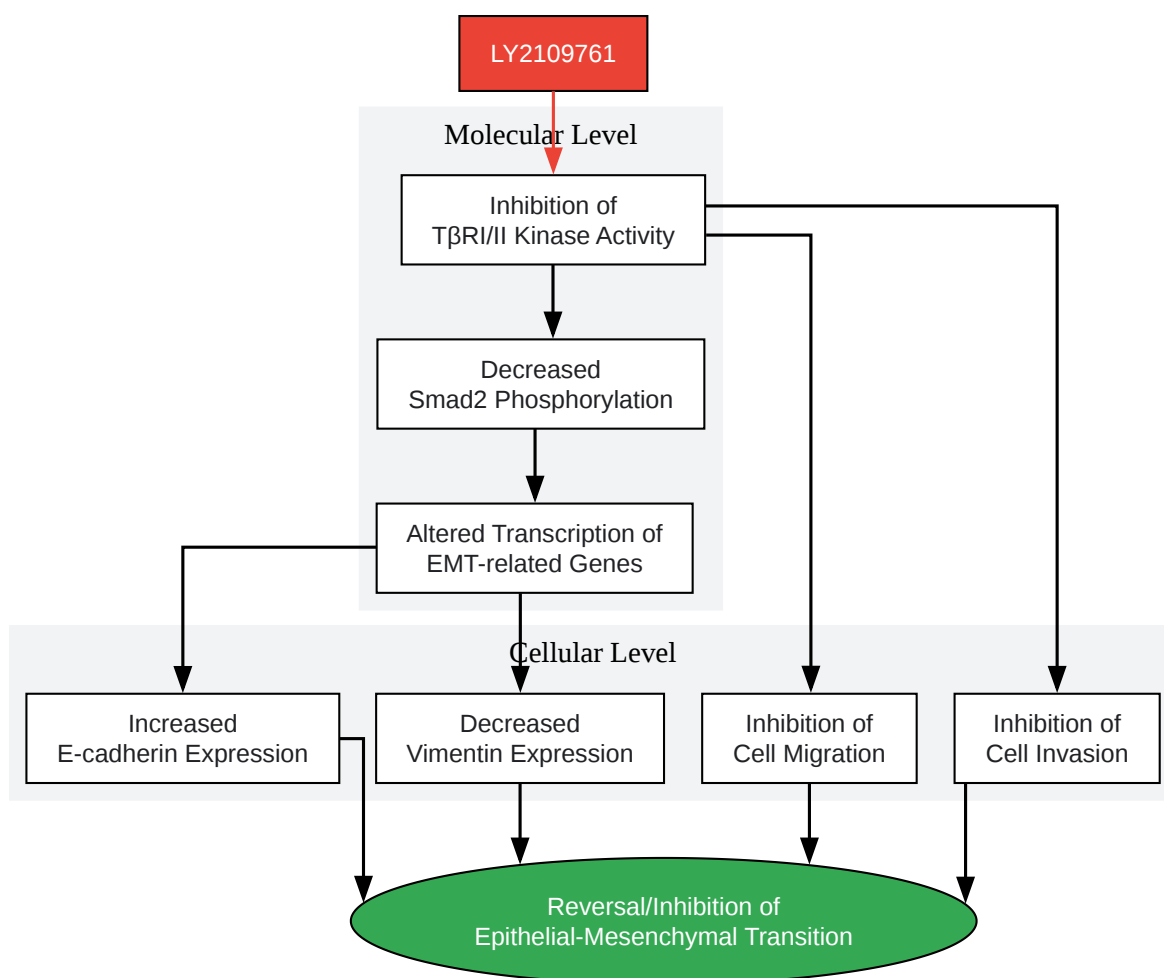 LY2109761
Molecular Level
Inhibition of
TβRI/II Kinase Activity
Decreased
Smad2 Phosphorylation
Altered Transcription of
EMT-related Genes
Cellular Level
Increased
E-cadherin Expression
Decreased
Vimentin Expression
Inhibition of
Cell Migration
Inhibition of
Cell Invasion
Reversal/Inhibition of
Epithelial-Mesenchymal Transition